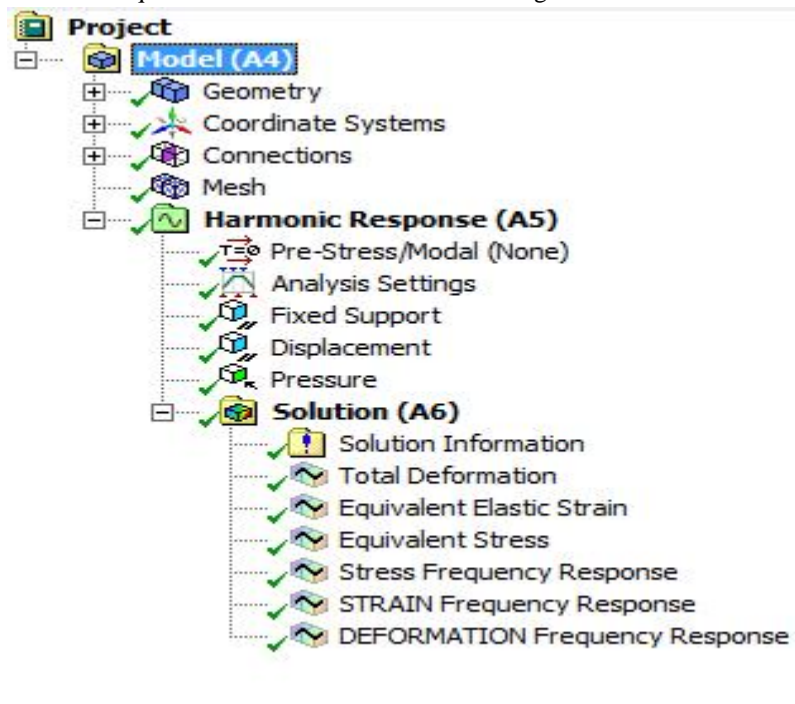 Project
Model (A4)
Geometry
Coordinate Systems
Connections
Mesh
Harmonic Response (A5)
T=0 Pre-Stress/Modal (None)
Analysis Settings
Fixed Support
Displacement
Pressure
Solution (A6)
Solution Information
Total Deformation
Equivalent Elastic Strain
Equivalent Stress
Stress Frequency Response
STRAIN Frequency Response
DEFORMATION Frequency Response